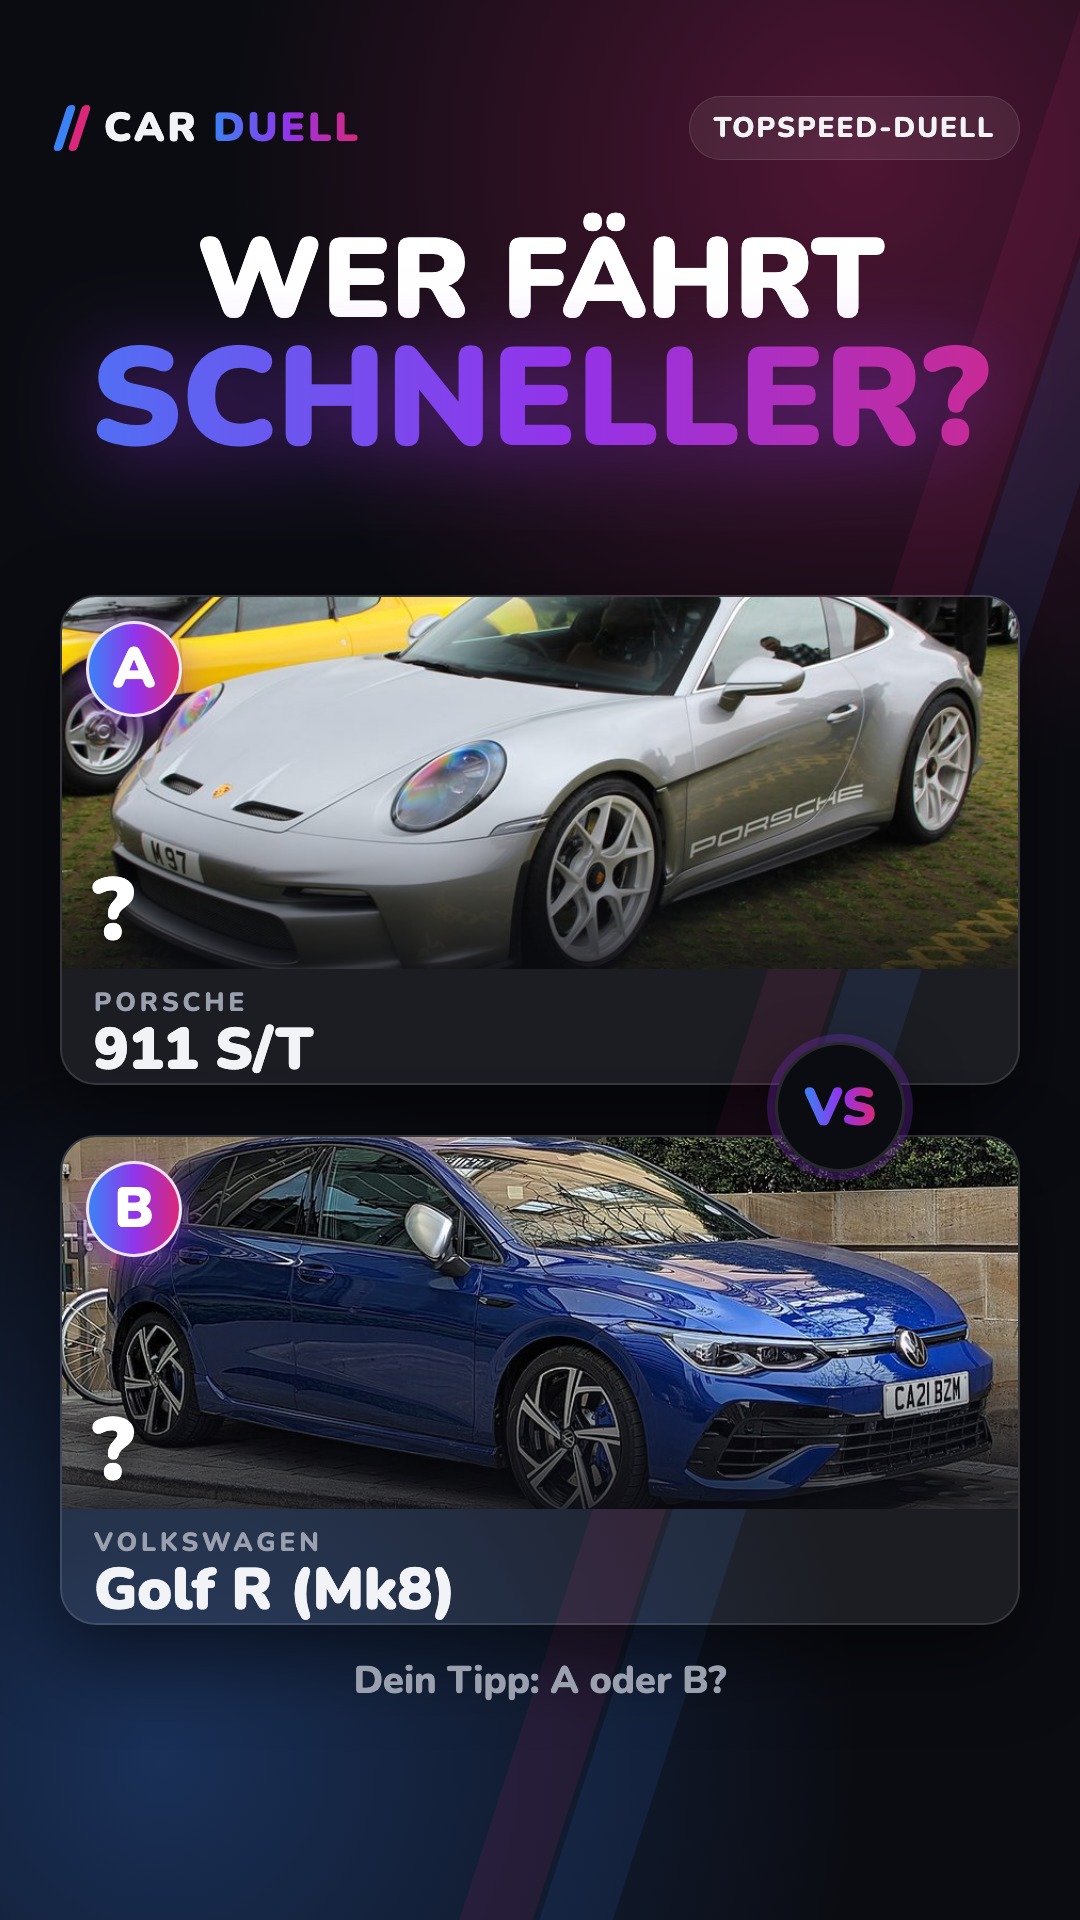 // CAR DUELL
TOPSPEED-DUELL
WER FÄHRT
SCHNELLER?
A
M 97
PORSCHE
?
PORSCHE
911 S/T
VS
B
CA21 BZM
?
VOLKSWAGEN
Golf R (Mk8)
Dein Tipp: A oder B?